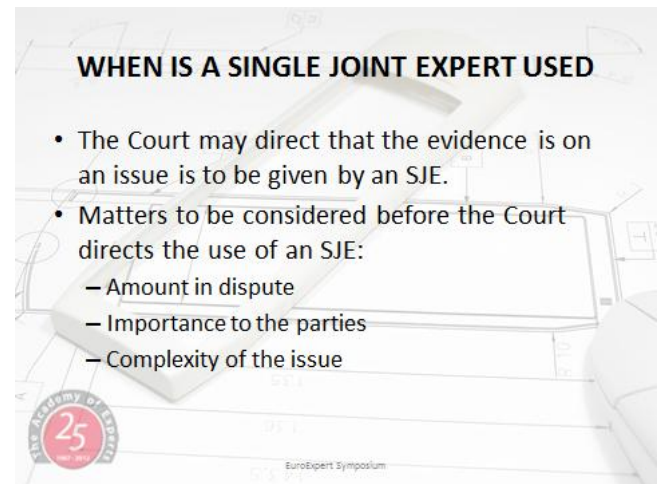 WHEN IS A SINGLE JOINT EXPERT USED
• The Court may direct that the evidence is on
an issue is to be given by an SJE.
• Matters to be considered before the Court
directs the use of an SJE:
– Amount in dispute
– Importance to the parties
– Complexity of the issue
The Academy of Experts
25
1987 - 2012
EuroExpert Symposium